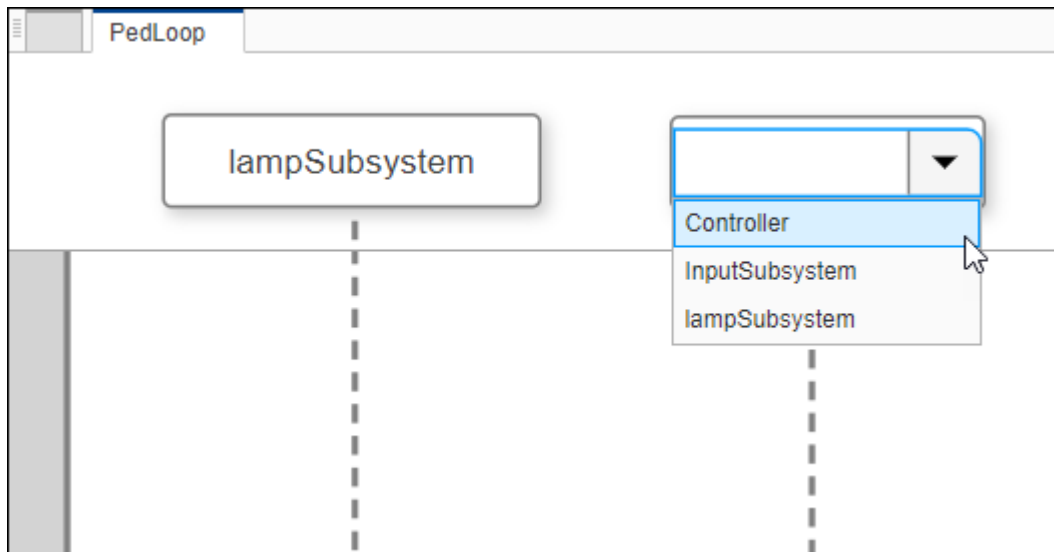 PedLoop
lampSubsystem
Controller
InputSubsystem
lampSubsystem